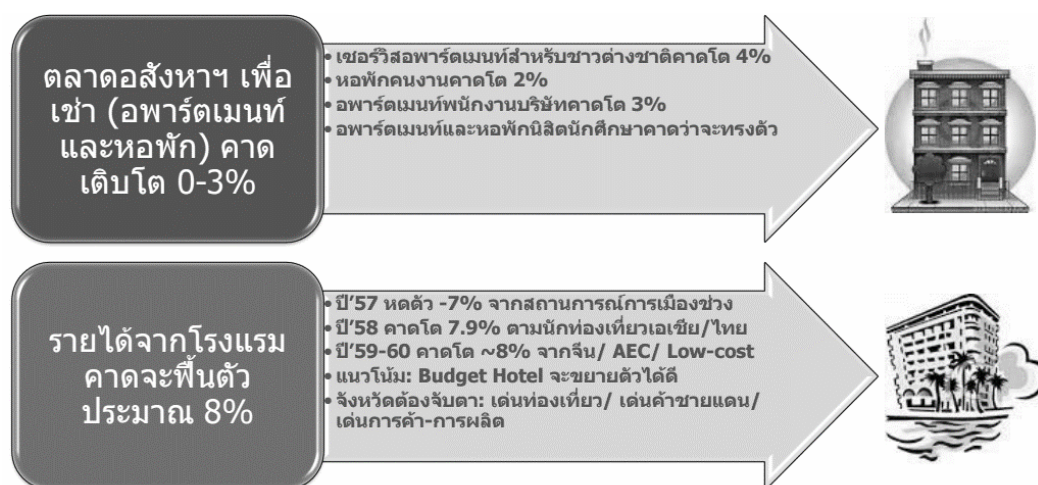 ตลาดอสังหาฯ เพื่อ
เช่า (อพาร์ตเมนท์
และหอพัก) คาด
เติบโต 0-3%
• เซอร์วิสอพาร์ตเมนท์สำหรับชาวต่างชาติคาดโต 4%
• หอพักคนงานคาดโต 2%
• อพาร์ตเมนท์พนักงานบริษัทคาดโต 3%
• อพาร์ตเมนท์และหอพักนิสิตนักศึกษาคาดว่าจะทรงตัว
รายได้จากโรงแรม
คาดจะฟื้นตัว
ประมาณ 8%
• ปี'57 หดตัว -7% จากสถานการณ์การเมืองช่วง
• ปี'58 คาดโต 7.9% ตามนักท่องเที่ยวเอเชีย/ไทย
• ปี'59-60 คาดโต ~8% จากจีน/ AEC/ Low-cost
• แนวโน้ม: Budget Hotel จะขยายตัวได้ดี
• จังหวัดต้องจับตา: เด่นท่องเที่ยว/ เด่นค้าชายแดน/
เด่นการค้า-การผลิต